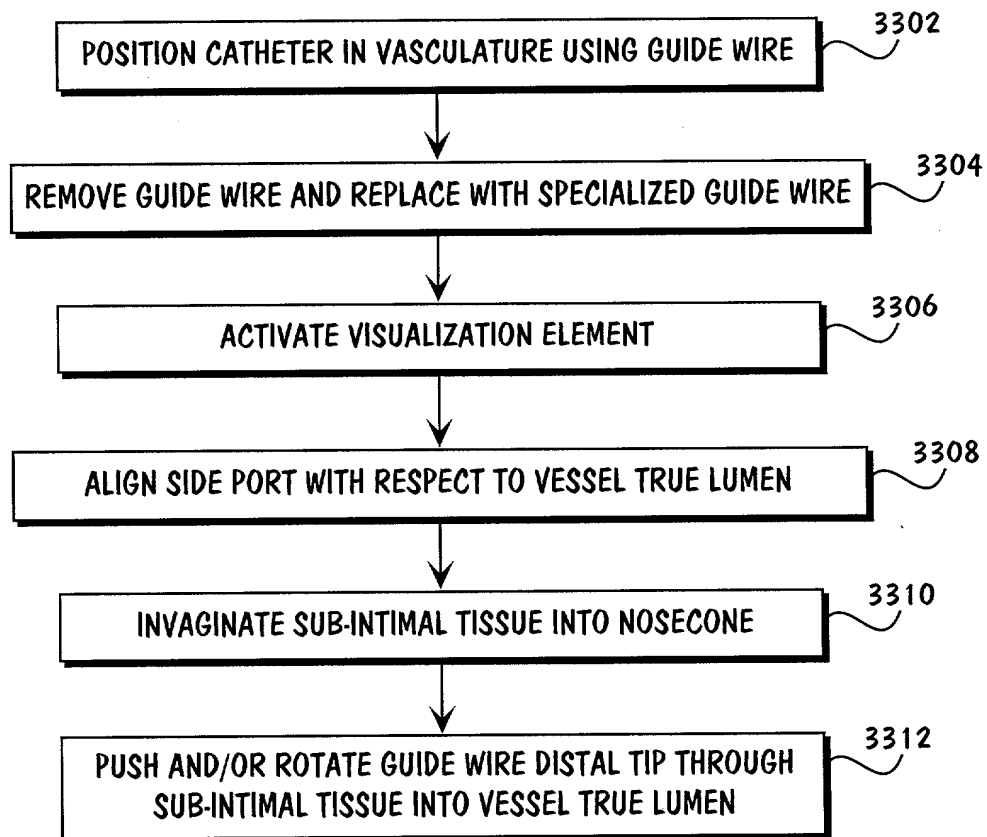 3302
POSITION CATHETER IN VASCULATURE USING GUIDE WIRE
3304
REMOVE GUIDE WIRE AND REPLACE WITH SPECIALIZED GUIDE WIRE
3306
ACTIVATE VISUALIZATION ELEMENT
3308
ALIGN SIDE PORT WITH RESPECT TO VESSEL TRUE LUMEN
3310
INVAGINATE SUB-INTIMAL TISSUE INTO NOSECONE
3312
PUSH AND/OR ROTATE GUIDE WIRE DISTAL TIP THROUGH
SUB-INTIMAL TISSUE INTO VESSEL TRUE LUMEN